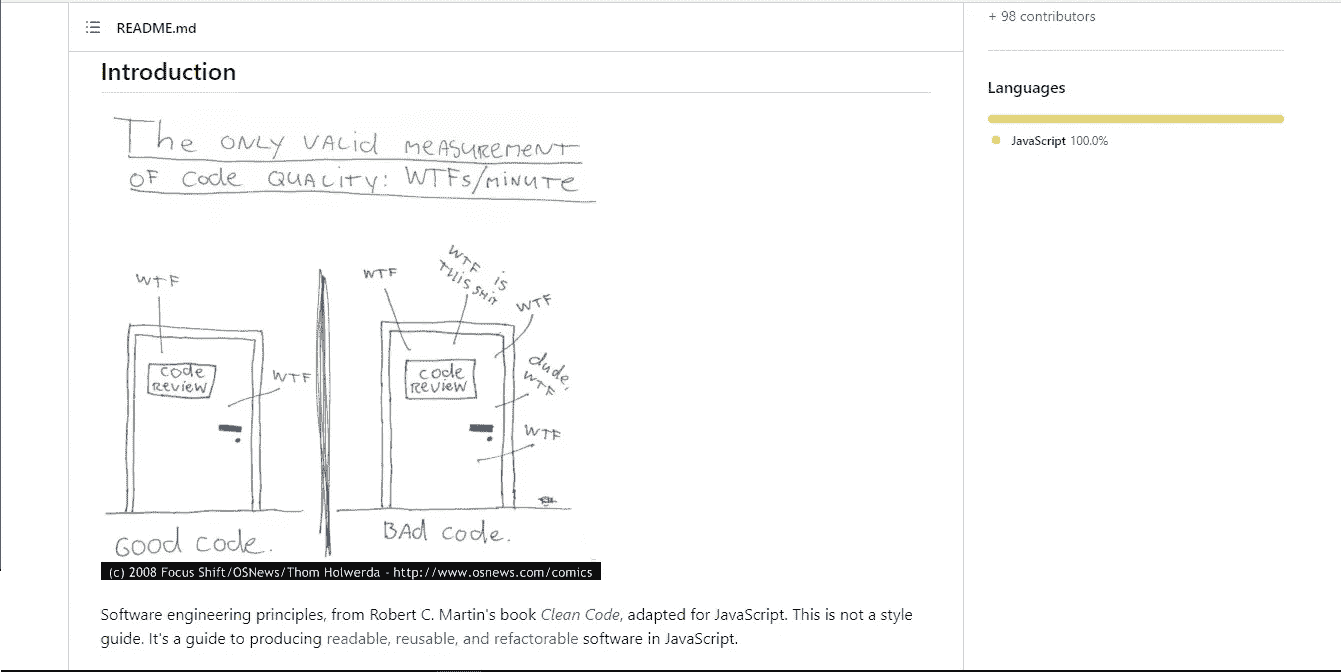 README.md
Introduction
The ONLY VALid MEASUREMENT
OF Code QUALITY: WTFs/MINUTE
WTF
code
REVIEW
WTF
GOOD code.
WTF
WTF is
THIS SHIT
WTF
dude,
WTF
code
REVIEW
WTF
BAd code.
(c) 2008 Focus Shift/OSNews/Thom Holwerda - http://www.osnews.com/comics
Software engineering principles, from Robert C. Martin's book Clean Code, adapted for JavaScript. This is not a style
guide. It's a guide to producing readable, reusable, and refactorable software in JavaScript.
+ 98 contributors
Languages
JavaScript 100.0%